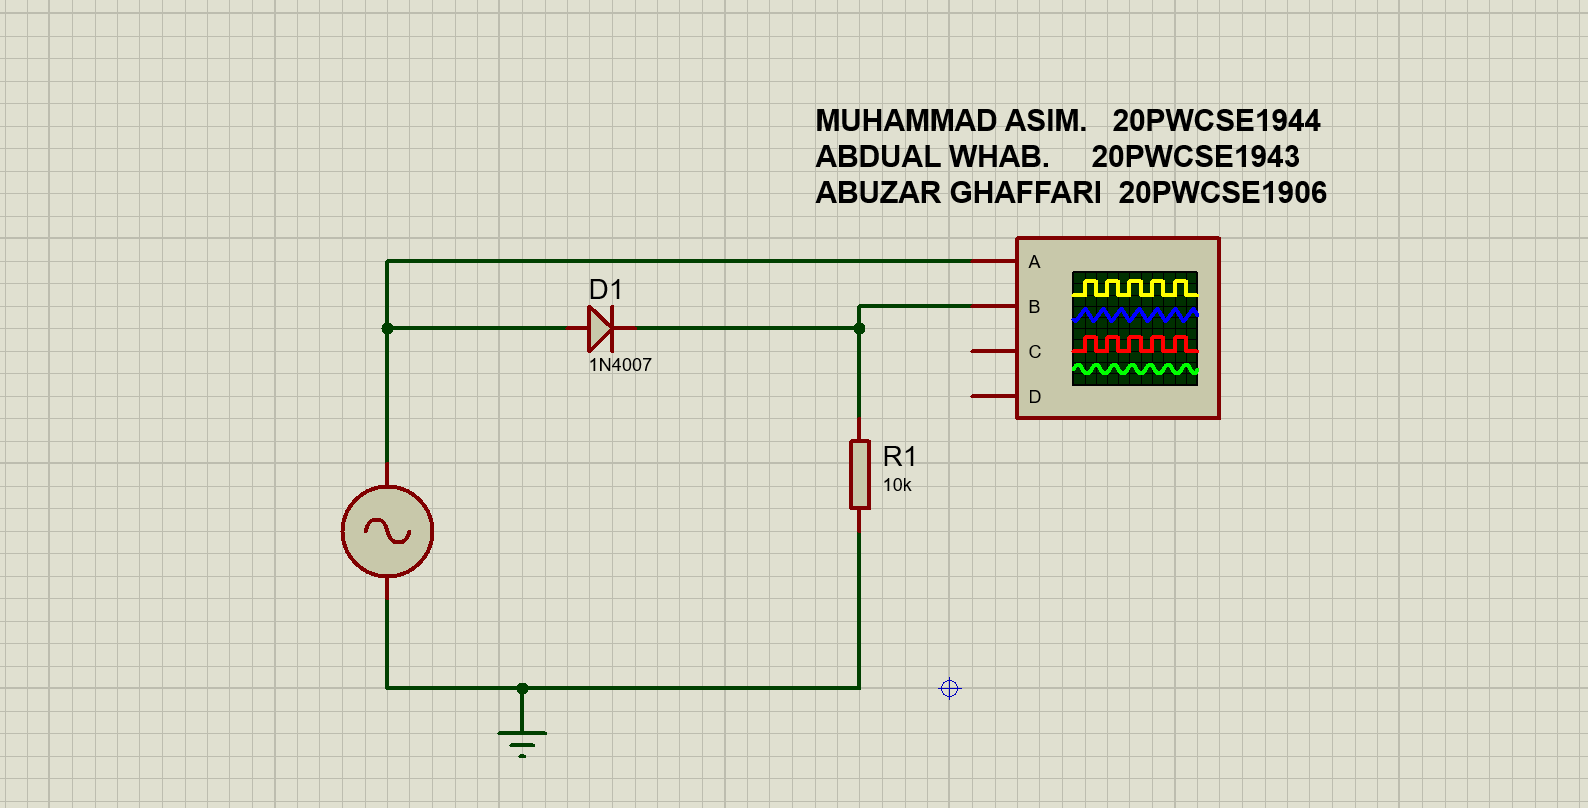 MUHAMMAD ASIM. 20PWCSE1944
ABDUAL WHAB. 20PWCSE1943
ABUZAR GHAFFARI 20PWCSE1906
A
B
C
D
D1
1N4007
R1
10k